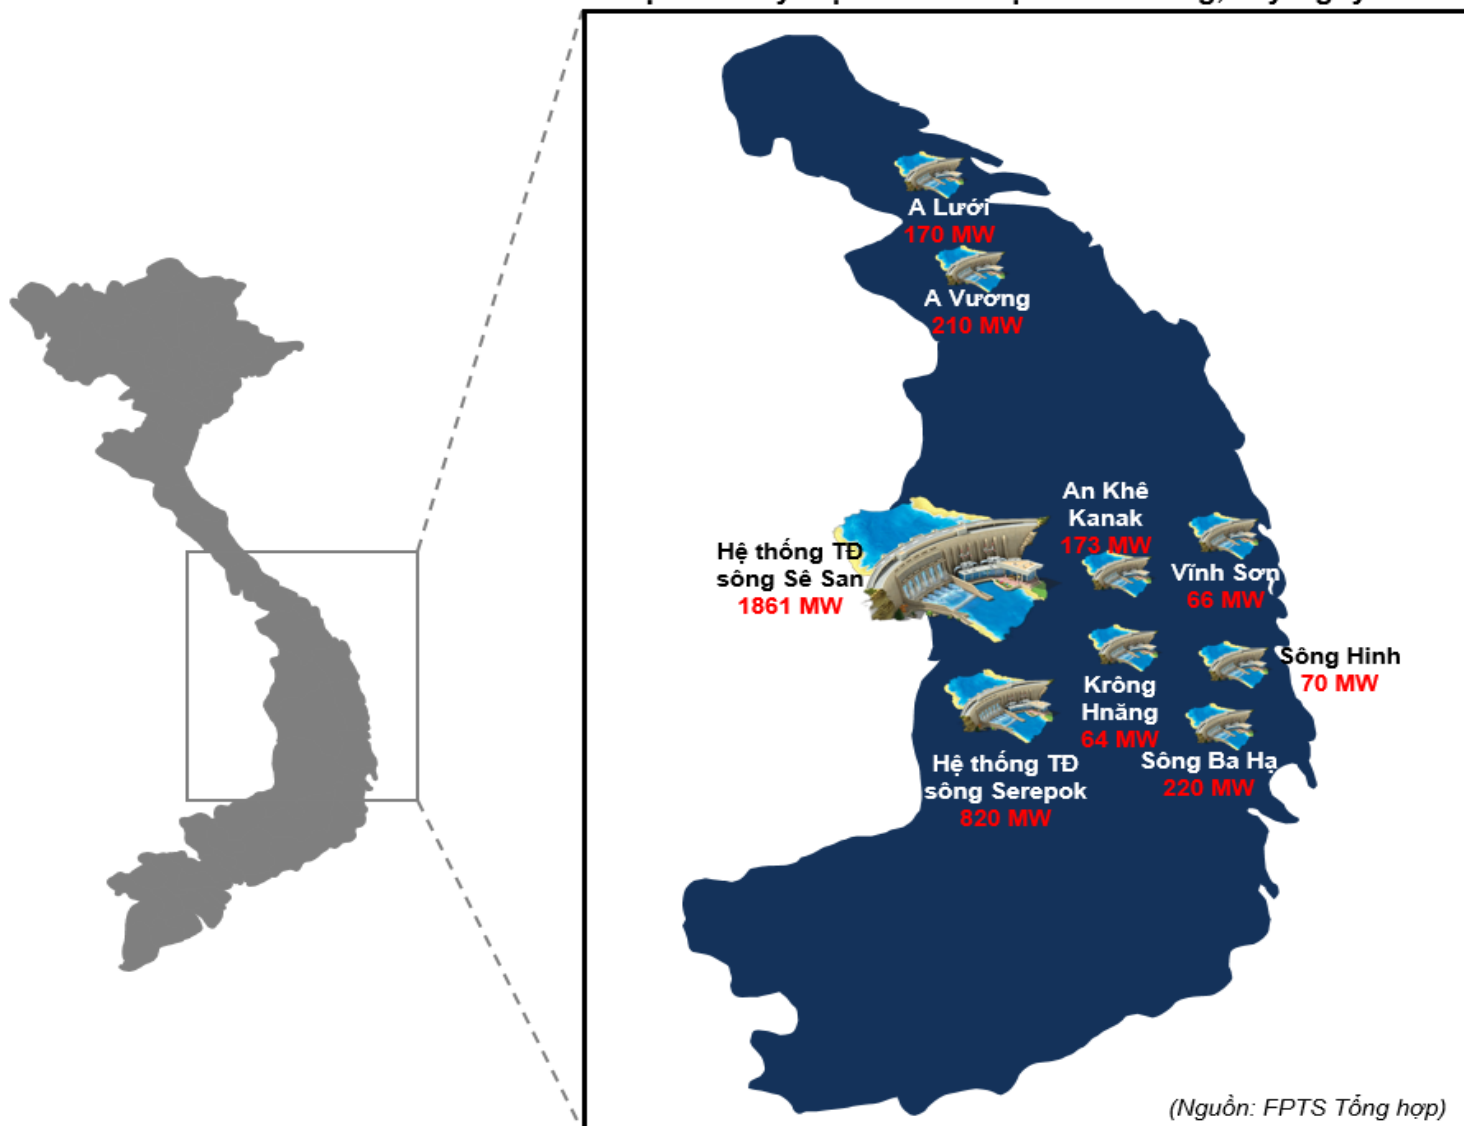 A Lưới
170 MW
A Vương
210 MW
An Khê
Kanak
173 MW
Vĩnh Sơn
66 MW
Hệ thống TĐ
sông Sê San
1861 MW
Sông Hinh
70 MW
Krông
Hnăng
64 MW
Sông Ba Hạ
220 MW
Hệ thống TĐ
sông Serepok
820 MW
(Nguồn: FPTS Tổng hợp)